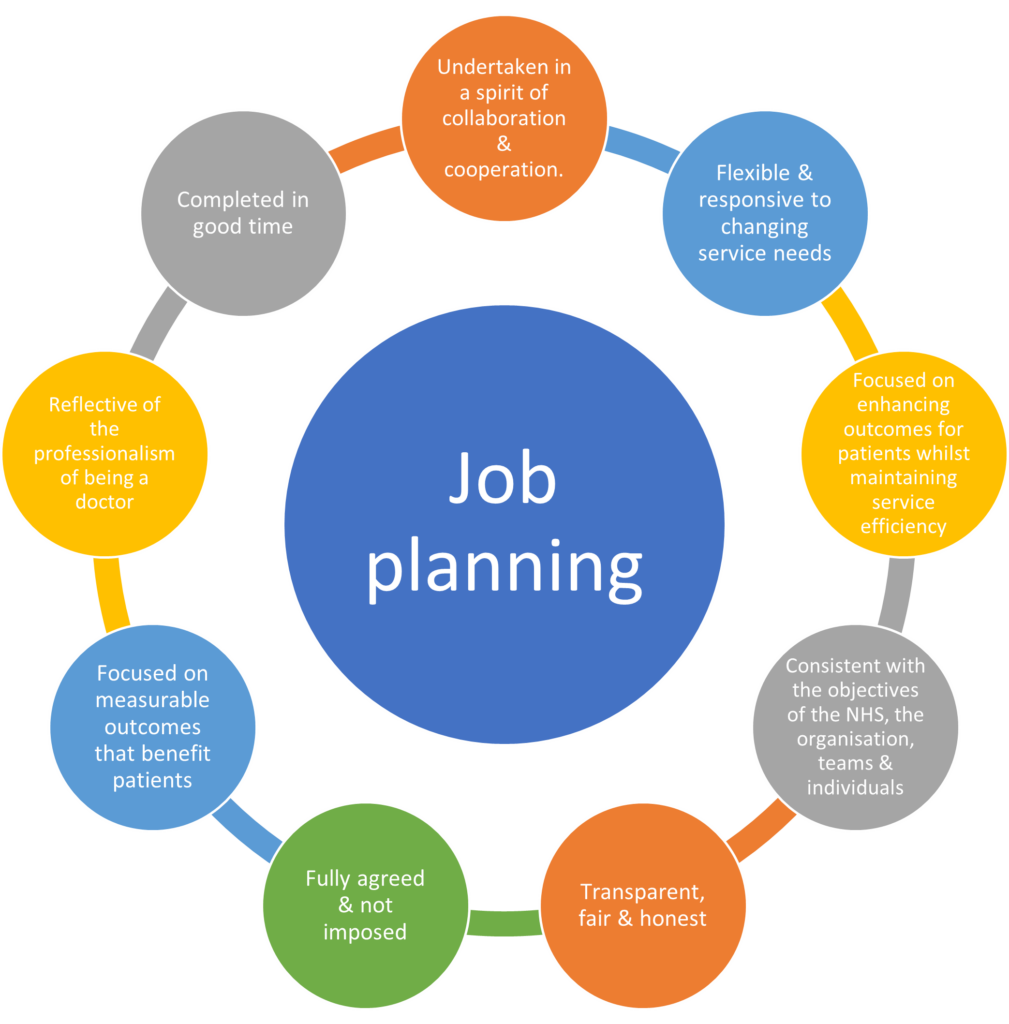 Undertaken in
a spirit of
collaboration
&
cooperation.
Flexible &
responsive to
changing
service needs
Focused on
enhancing
outcomes for
patients whilst
maintaining
service
efficiency
Consistent with
the objectives
of the NHS, the
organisation,
teams &
individuals
Transparent,
fair & honest
Fully agreed
& not
imposed
Focused on
measurable
outcomes
that benefit
patients
Reflective of
the
professionalism
of being a
doctor
Completed in
good time
Job
planning